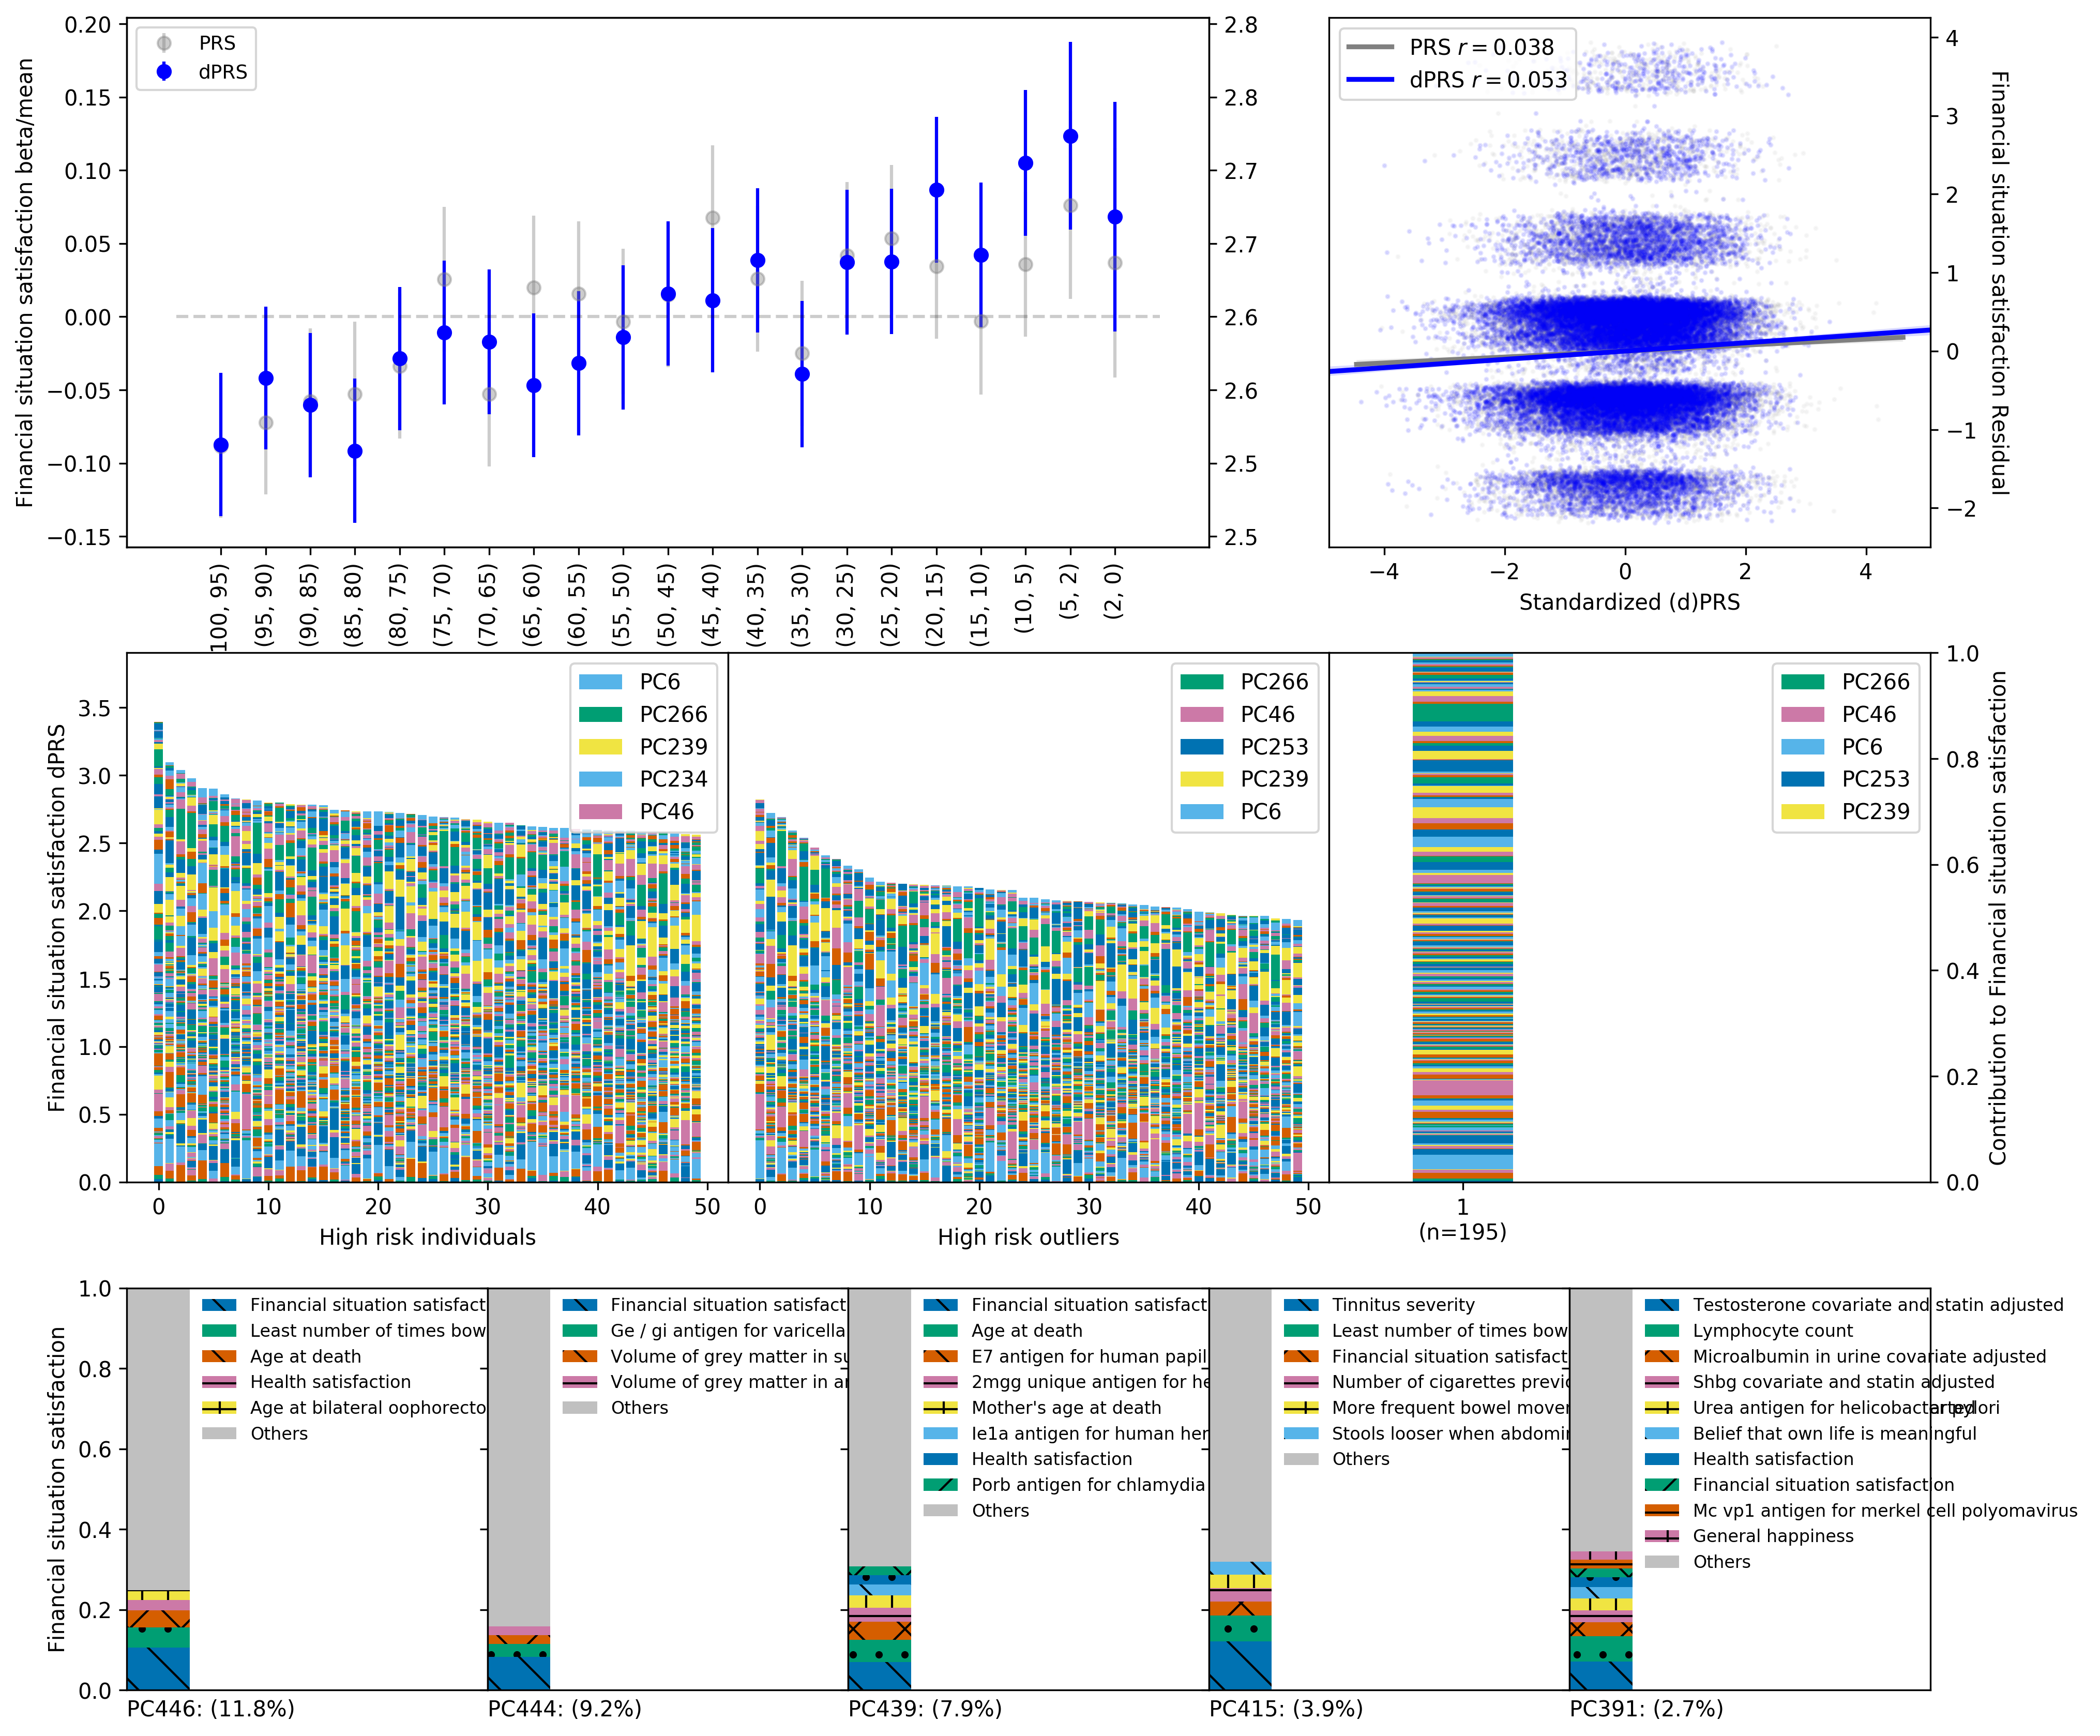 0.20
0.15
0.10
0.05
0.00
−0.05
−0.10
−0.15
Financial situation satisfaction beta/mean
PRS
dPRS
2.8
2.8
2.7
2.7
2.6
2.6
2.5
2.5
100, 95)
(95, 90)
(90, 85)
(85, 80)
(80, 75)
(75, 70)
(70, 65)
(65, 60)
(60, 55)
(55, 50)
(50, 45)
(45, 40)
(40, 35)
(35, 30)
(30, 25)
(25, 20)
(20, 15)
(15, 10)
(10, 5)
(5, 2)
(2, 0)
PRS r = 0.038
dPRS r = 0.053
4
3
2
1
0
−1
−2
Financial situation satisfaction Residual
−4
−2
0
2
4
Standardized (d)PRS
Financial situation satisfaction dPRS
3.5
3.0
2.5
2.0
1.5
1.0
0.5
0.0
PC6
PC266
PC239
PC234
PC46
0
10
20
30
40
50
High risk individuals
PC266
PC46
PC253
PC239
PC6
0
10
20
30
40
50
High risk outliers
PC266
PC46
PC6
PC253
PC239
1
(n=195)
1.0
0.8
0.6
0.4
0.2
0.0
Contribution to Financial situation satisfaction
Financial situation satisfaction
1.0
0.8
0.6
0.4
0.2
0.0
Financial situation satisfact
Least number of times bow
Age at death
Health satisfaction
Age at bilateral oophorecto
Others
PC446: (11.8%)
Financial situation satisfact
Ge / gi antigen for varicella
Volume of grey matter in su
Volume of grey matter in a
Others
PC444: (9.2%)
Financial situation satisfact
Age at death
E7 antigen for human papil
2mgg unique antigen for he
Mother's age at death
Ie1a antigen for human her
Health satisfaction
Porb antigen for chlamydia
Others
PC439: (7.9%)
Tinnitus severity
Least number of times bow
Financial situation satisfact
Number of cigarettes previo
More frequent bowel mover
Stools looser when abdomin
Others
PC415: (3.9%)
Testosterone covariate and statin adjusted
Lymphocyte count
Microalbumin in urine covariate adjusted
Shbg covariate and statin adjusted
Urea antigen for helicobacter pylori
Belief that own life is meaningful
Health satisfaction
Financial situation satisfaction
Mc vp1 antigen for merkel cell polyomavirus
General happiness
Others
PC391: (2.7%)